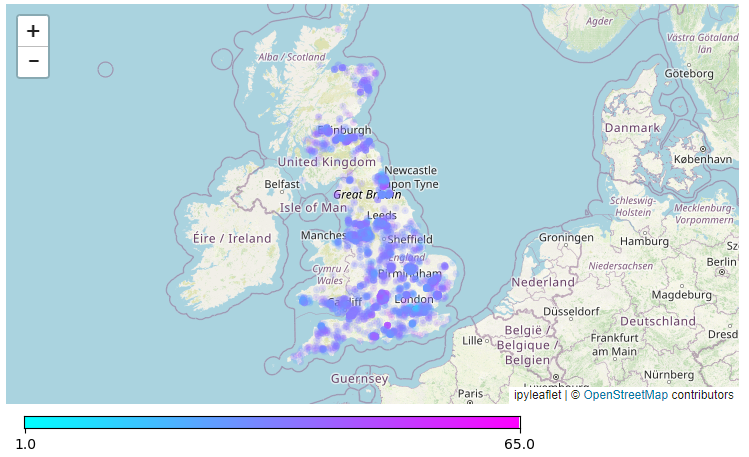 +
−
Agder
Västra Götaland
län
Alba / Scotland
Göteborg
Danmark
København
Edinburgh
United Kingdom
Newcastle
upon Tyne
Belfast
Great Britain
Isle of Man
Leeds
Schleswig-
Holstein
Mecklenburg-
Vorpommern
Éire / Ireland
Manches
Sheffield
Groningen
Hamburg
England
Cymru /
Wales
Birmingham
Niedersachsen
Berlin
Nederland
Cardiff
London
Magdeburg
Düsseldorf
Deutschland
België /
Belgique /
Belgien
Lille
Frankfurt
am Main
Dresd
Guernsey
Nürnberg
Luxembourg
Paris
ipyleaflet | © OpenStreetMap contributors
1.0
65.0